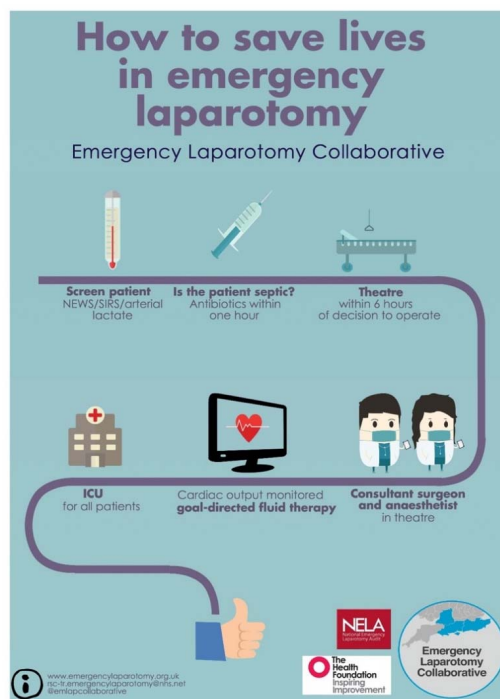 How to save lives
in emergency
laparotomy
Emergency Laparotomy Collaborative
Screen patient
NEWS/SIRS/arterial
lactate
Is the patient septic?
Antibiotics within
one hour
Theatre
within 6 hours
of decision to operate
ICU
for all patients
Cardiac output monitored
goal-directed fluid therapy
Consultant surgeon
and anaesthetist
in theatre
NELA
National Emergency
Laparotomy Audit
The
Health
Foundation
Inspiring
Improvement
Emergency
Laparotomy
Collaborative
i
www.emergencylaparotomy.org.uk
rsc-tr.emergencylaparotomy@nhs.net
@emlapcollaborative